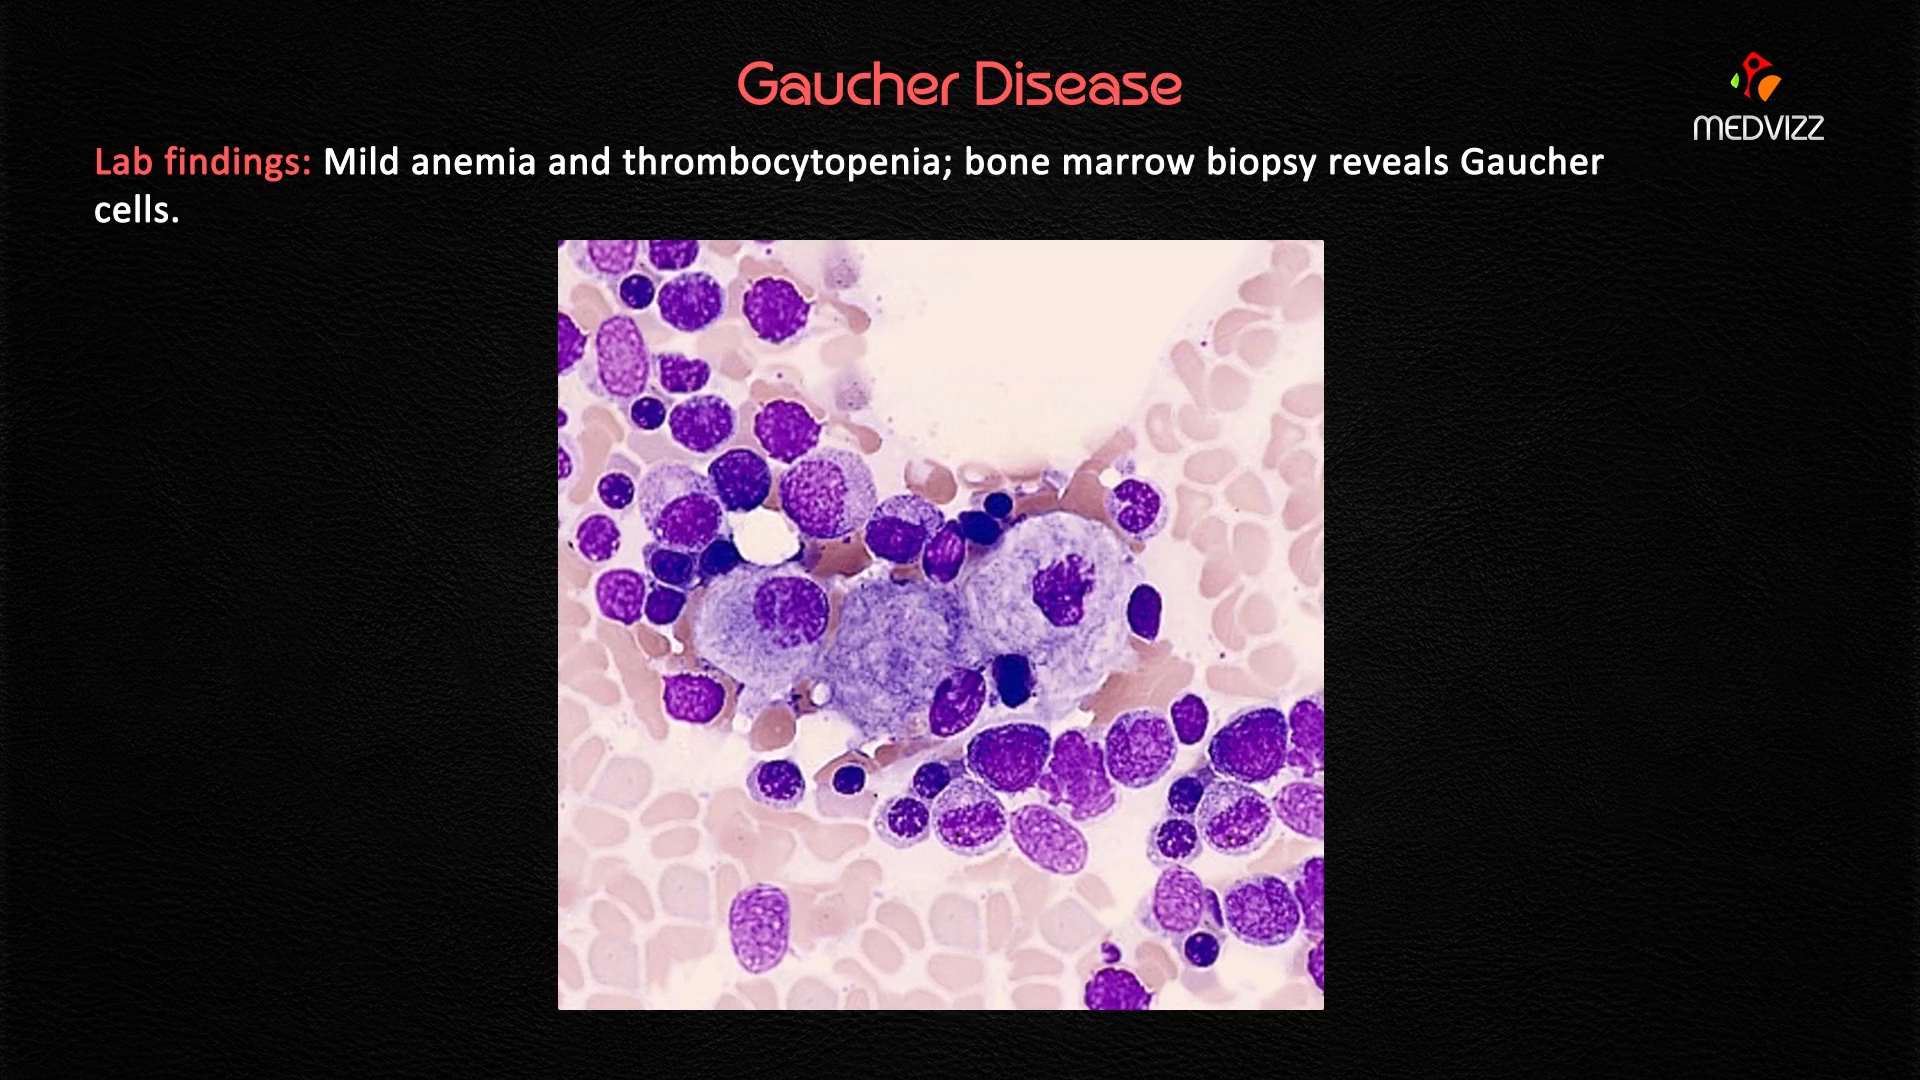 Gaucher Disease
MEDVIZZ
Lab findings: Mild anemia and thrombocytopenia; bone marrow biopsy reveals Gaucher
cells.